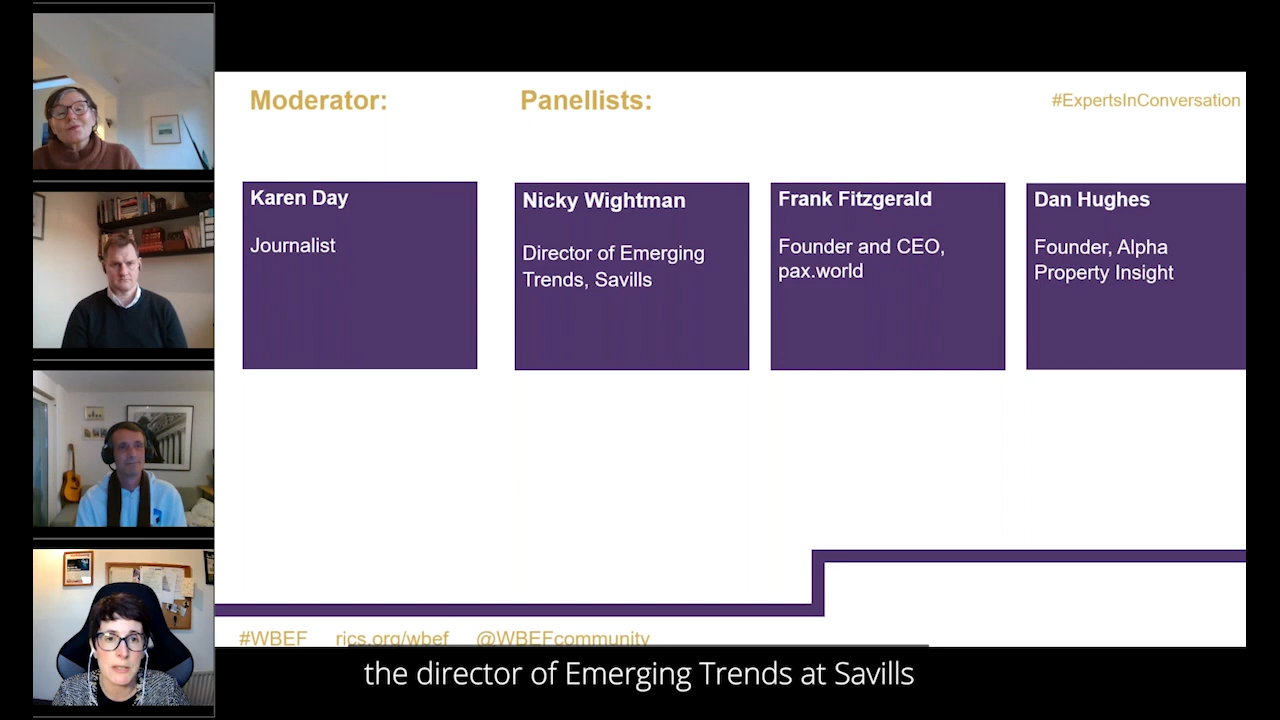 Moderator:
Panellists:
#ExpertsInConversation
Karen Day
Journalist
Nicky Wightman
Director of Emerging
Trends, Savills
Frank Fitzgerald
Founder and CEO,
pax.world
Dan Hughes
Founder, Alpha
Property Insight
#WBEF rics.org/wbef @WBEFcommunity
the director of Emerging Trends at Savills